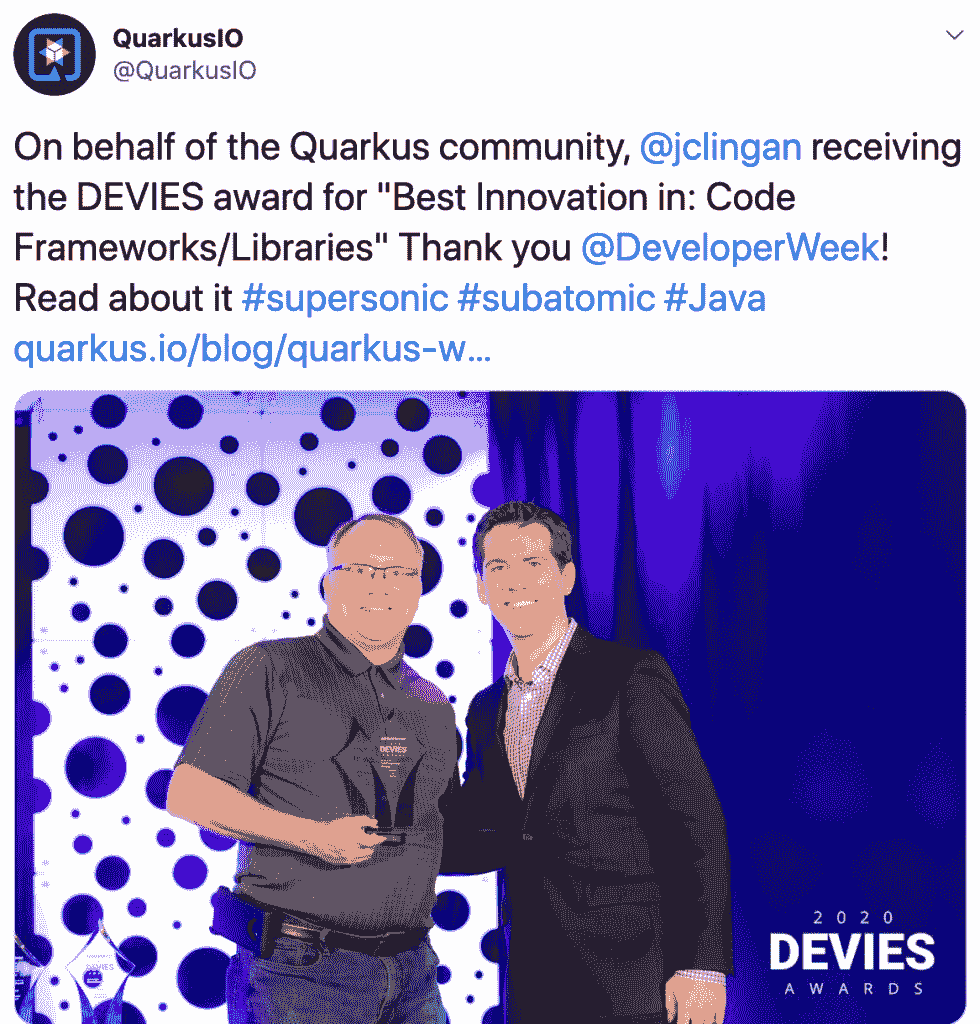 QuarkusIO
@QuarkusIO
On behalf of the Quarkus community, @jclingan receiving
the DEVIES award for "Best Innovation in: Code
Frameworks/Libraries" Thank you @DeveloperWeek!
Read about it #supersonic #subatomic #Java
quarkus.io/blog/quarkus-w...
DEVIES
DEVIES
2020
DEVIES
AWARDS